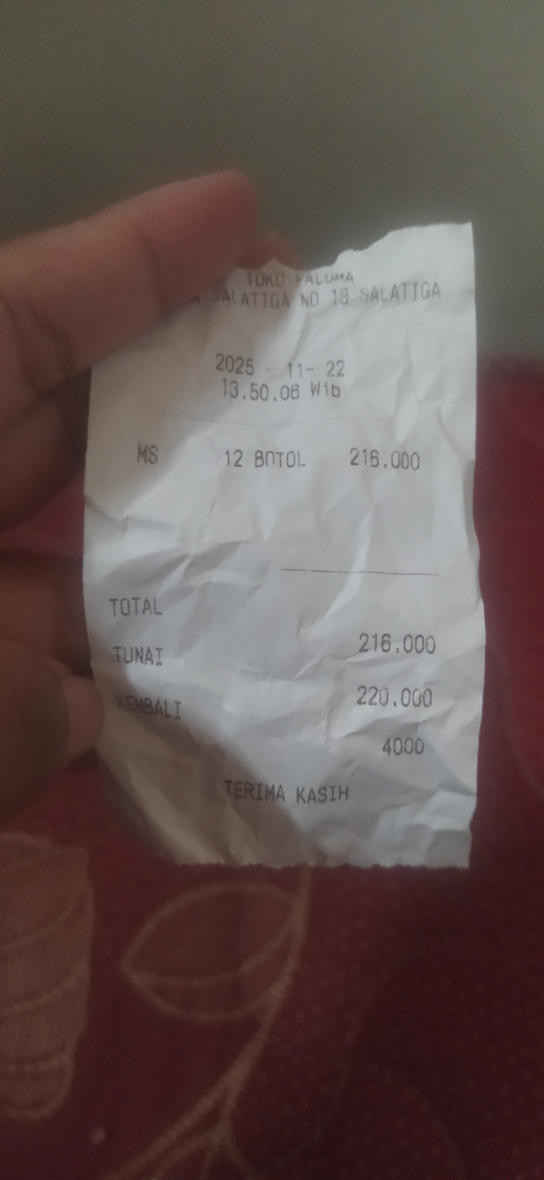 TOKO PALUMA
SALATIGA NO 18 SALATIGA
2025 - 11- 22
13.50.06 Wib
MS 12 BOTOL 216.000
TOTAL
216.000
TUNAI
220.000
KEMBALI
4000
TERIMA KASIH